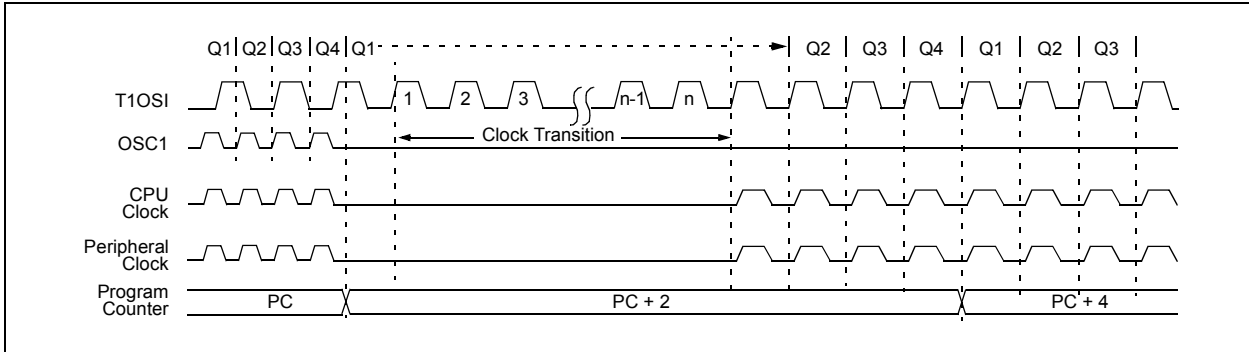 Q1 Q2 Q3 Q4 Q1 Q2 Q3 Q4 Q1 Q2 Q3
T1OSI
1 2 3 n-1 n
Clock Transition
OSC1
CPU
Clock
Peripheral
Clock
Program
Counter
PC PC + 2 PC + 4